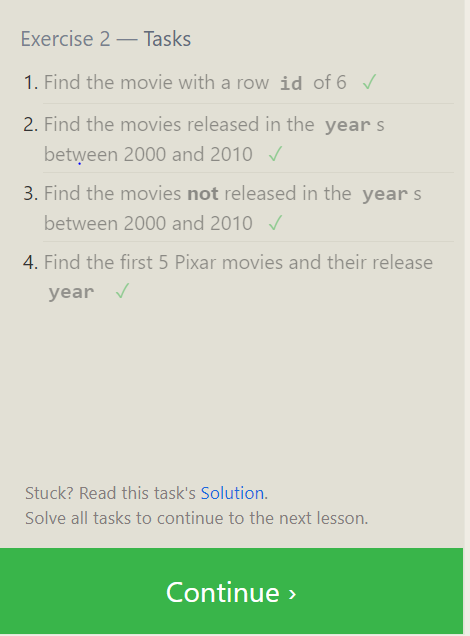 Exercise 2 — Tasks
1. Find the movie with a row id of 6 ✓
2. Find the movies released in the year s
between 2000 and 2010 ✓
3. Find the movies not released in the year s
between 2000 and 2010 ✓
4. Find the first 5 Pixar movies and their release
year ✓
Stuck? Read this task's Solution.
Solve all tasks to continue to the next lesson.
Continue ›